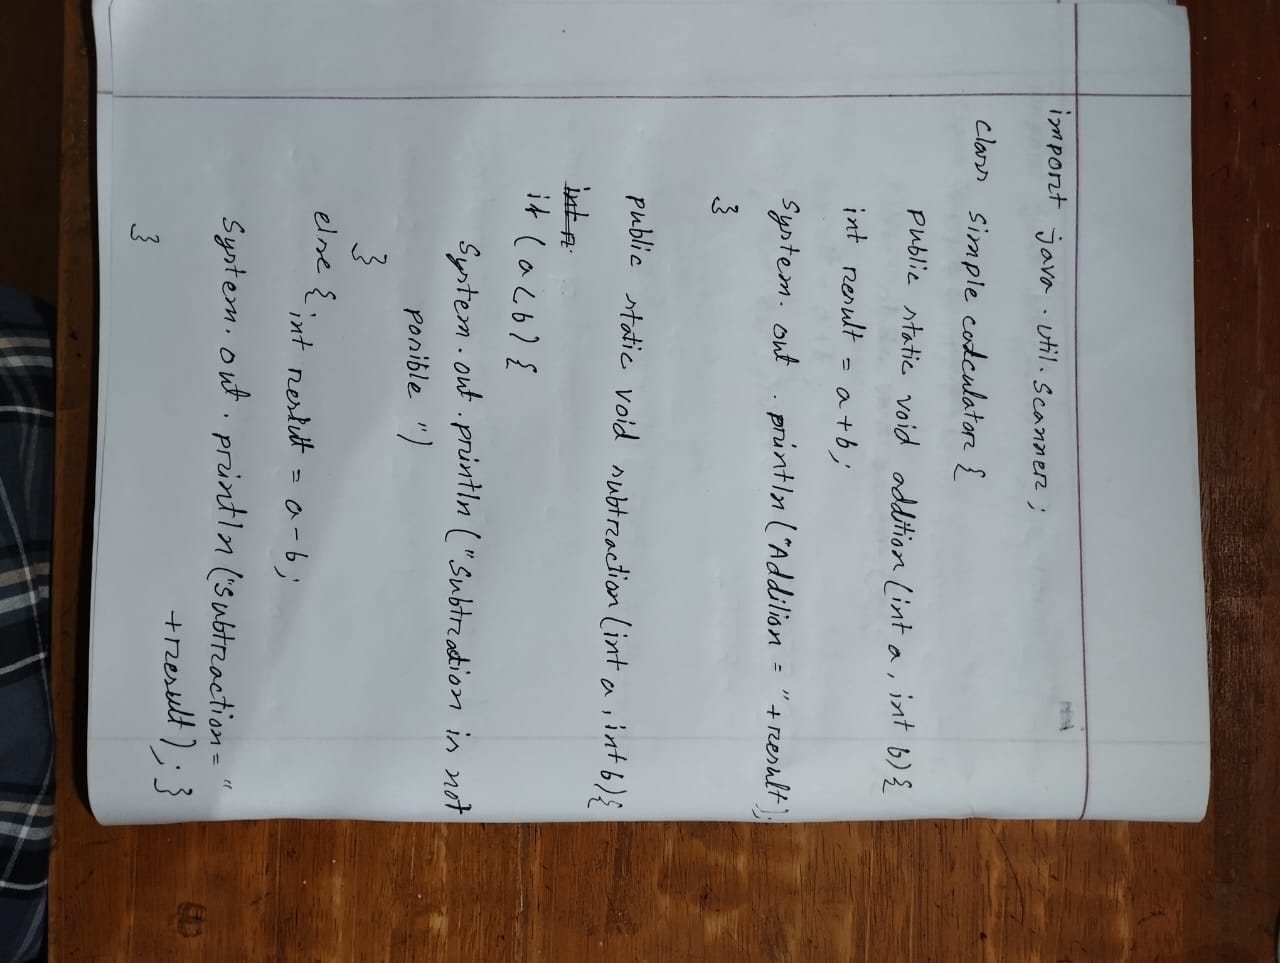 import java.util.Scanner;
class simple calculator {
public static void addition(int a, int b){
int result = a+b;
System.out.println("Addition = "+result);
}
public static void subtraction(int a, int b){
if (a<b) {
System.out.println("subtraction is not
possible ")
}
else { int result = a-b;
System.out.println("subtraction = "
+result); }
}